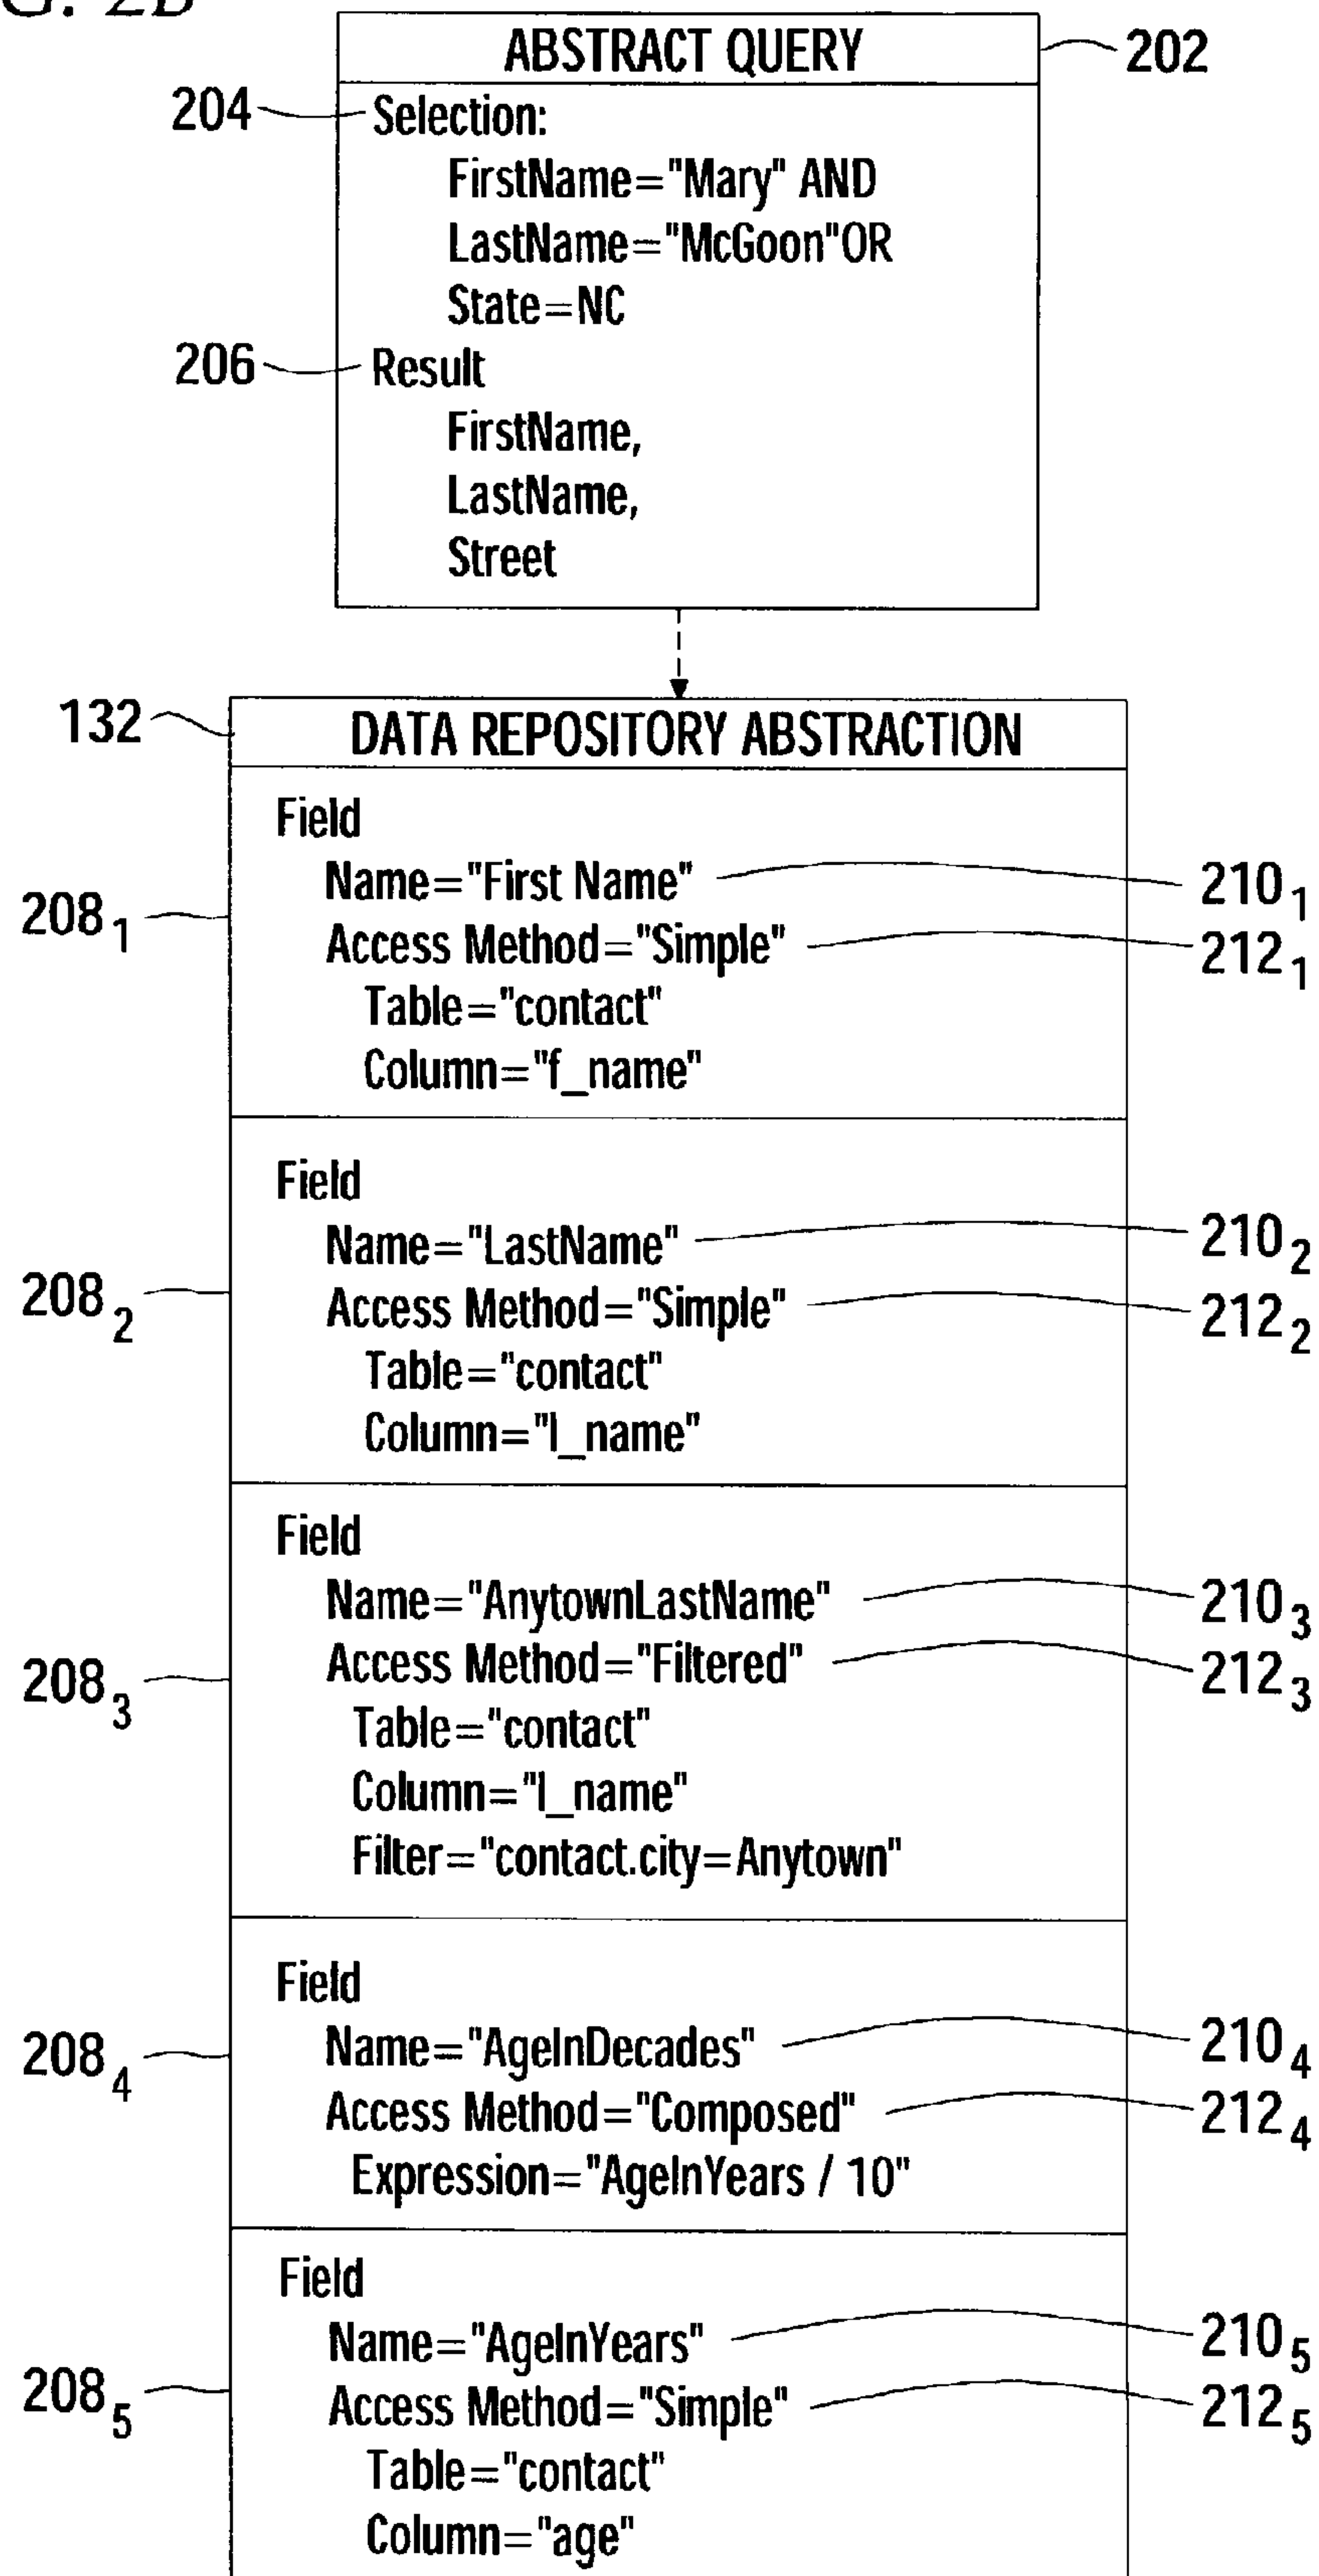 G. 2B
ABSTRACT QUERY 202
204 Selection:
FirstName="Mary" AND
LastName="McGoon"OR
State=NC
206 Result
FirstName,
LastName,
Street
132 DATA REPOSITORY ABSTRACTION
Field
Name="First Name" 210 1
208 1
Access Method="Simple" 212 1
Table="contact"
Column="f_name"
Field
Name="LastName" 210 2
208 2 Access Method="Simple" 212 2
Table="contact"
Column="l_name"
Field
Name="AnytownLastName" 210 3
208 3 Access Method="Filtered" 212 3
Table="contact"
Column="l_name"
Filter="contact.city=Anytown"
Field
208 4 Name="AgeInDecades" 210 4
Access Method="Composed" 212 4
Expression="AgeInYears / 10"
Field
Name="AgeInYears" 210 5
208 5 Access Method="Simple" 212 5
Table="contact"
Column="age"